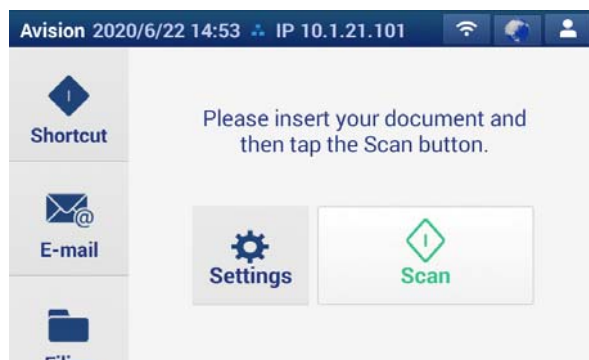 Avision 2020/6/22 14:53 IP 10.1.21.101
Shortcut
Please insert your document and
then tap the Scan button.
E-mail
@
Settings
Scan